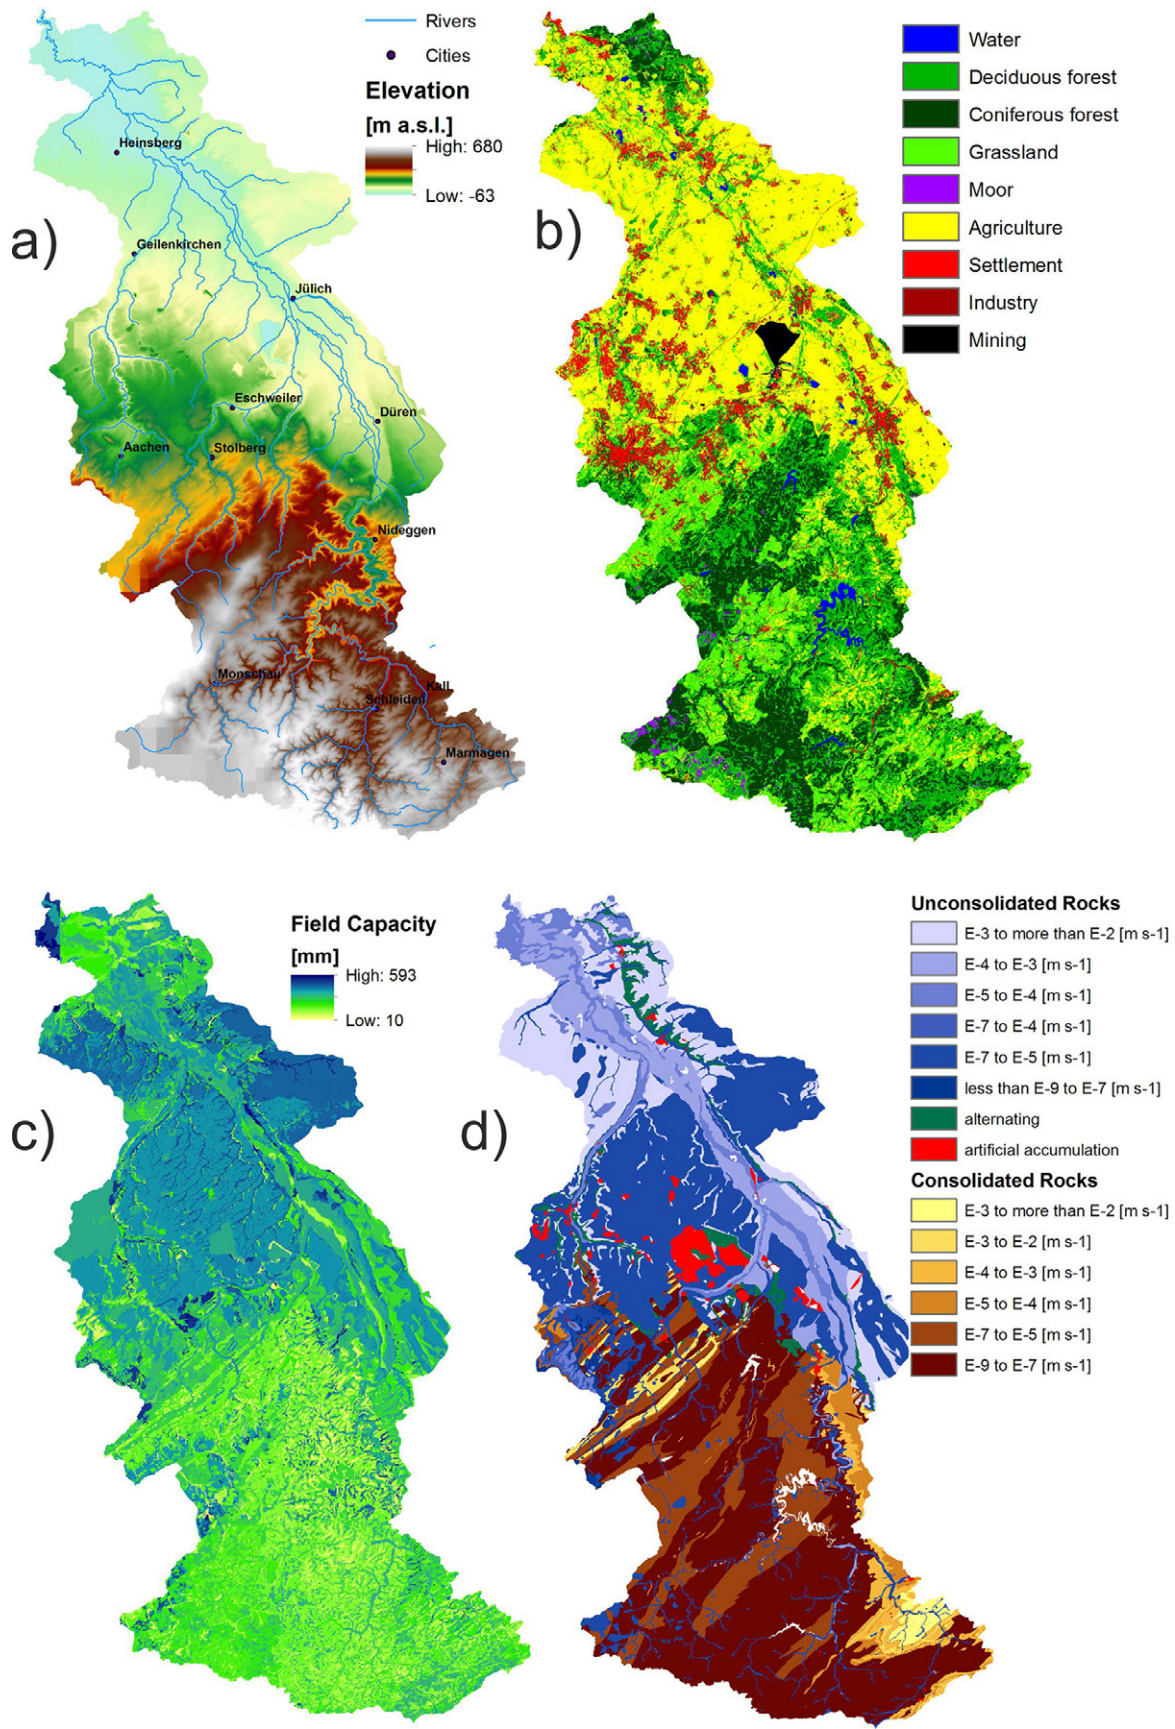 Rivers
Cities
Elevation
[m a.s.l.]
High: 680
Low: -63
Heinsberg
a)
Geilenkirchen
Jülich
Eschweiler
Düren
Aachen
Stolberg
Nideggen
Monschau
Kall
Schleiden
Marmagen
b)
Water
Deciduous forest
Coniferous forest
Grassland
Moor
Agriculture
Settlement
Industry
Mining
Field Capacity
[mm]
High: 593
Low: 10
c)
d)
Unconsolidated Rocks
E-3 to more than E-2 [m s-1]
E-4 to E-3 [m s-1]
E-5 to E-4 [m s-1]
E-7 to E-4 [m s-1]
E-7 to E-5 [m s-1]
less than E-9 to E-7 [m s-1]
alternating
artificial accumulation
Consolidated Rocks
E-3 to more than E-2 [m s-1]
E-3 to E-2 [m s-1]
E-4 to E-3 [m s-1]
E-5 to E-4 [m s-1]
E-7 to E-5 [m s-1]
E-9 to E-7 [m s-1]